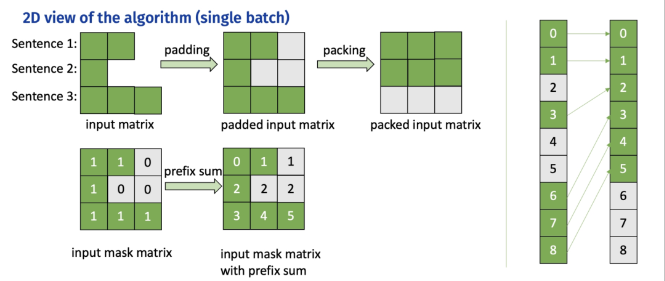 2D view of the algorithm (single batch)
Sentence 1:
Sentence 2:
Sentence 3:
padding
packing
input matrix
padded input matrix
packed input matrix
1 1 0
1 0 0
1 1 1
prefix sum
0 1 1
2 2 2
3 4 5
input mask matrix
input mask matrix
with prefix sum
0 0
1 1
2 2
3 3
4 4
5 5
6 6
7 7
8 8